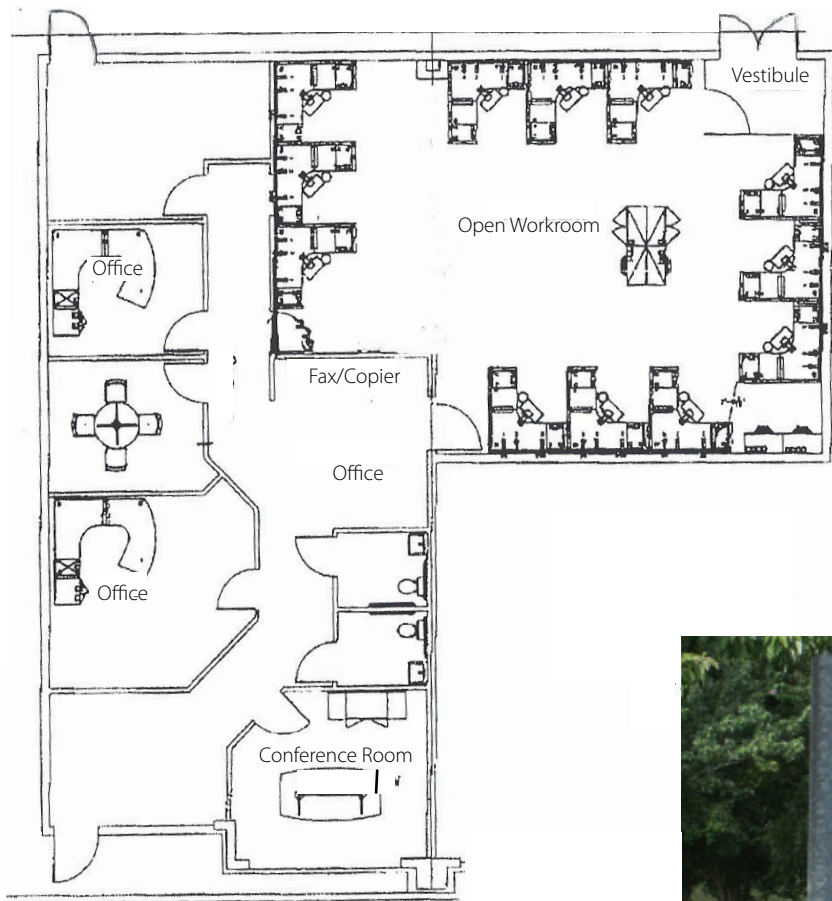 Vestibule
Open Workroom
Office
Fax/Copier
Office
Office
Conference Room